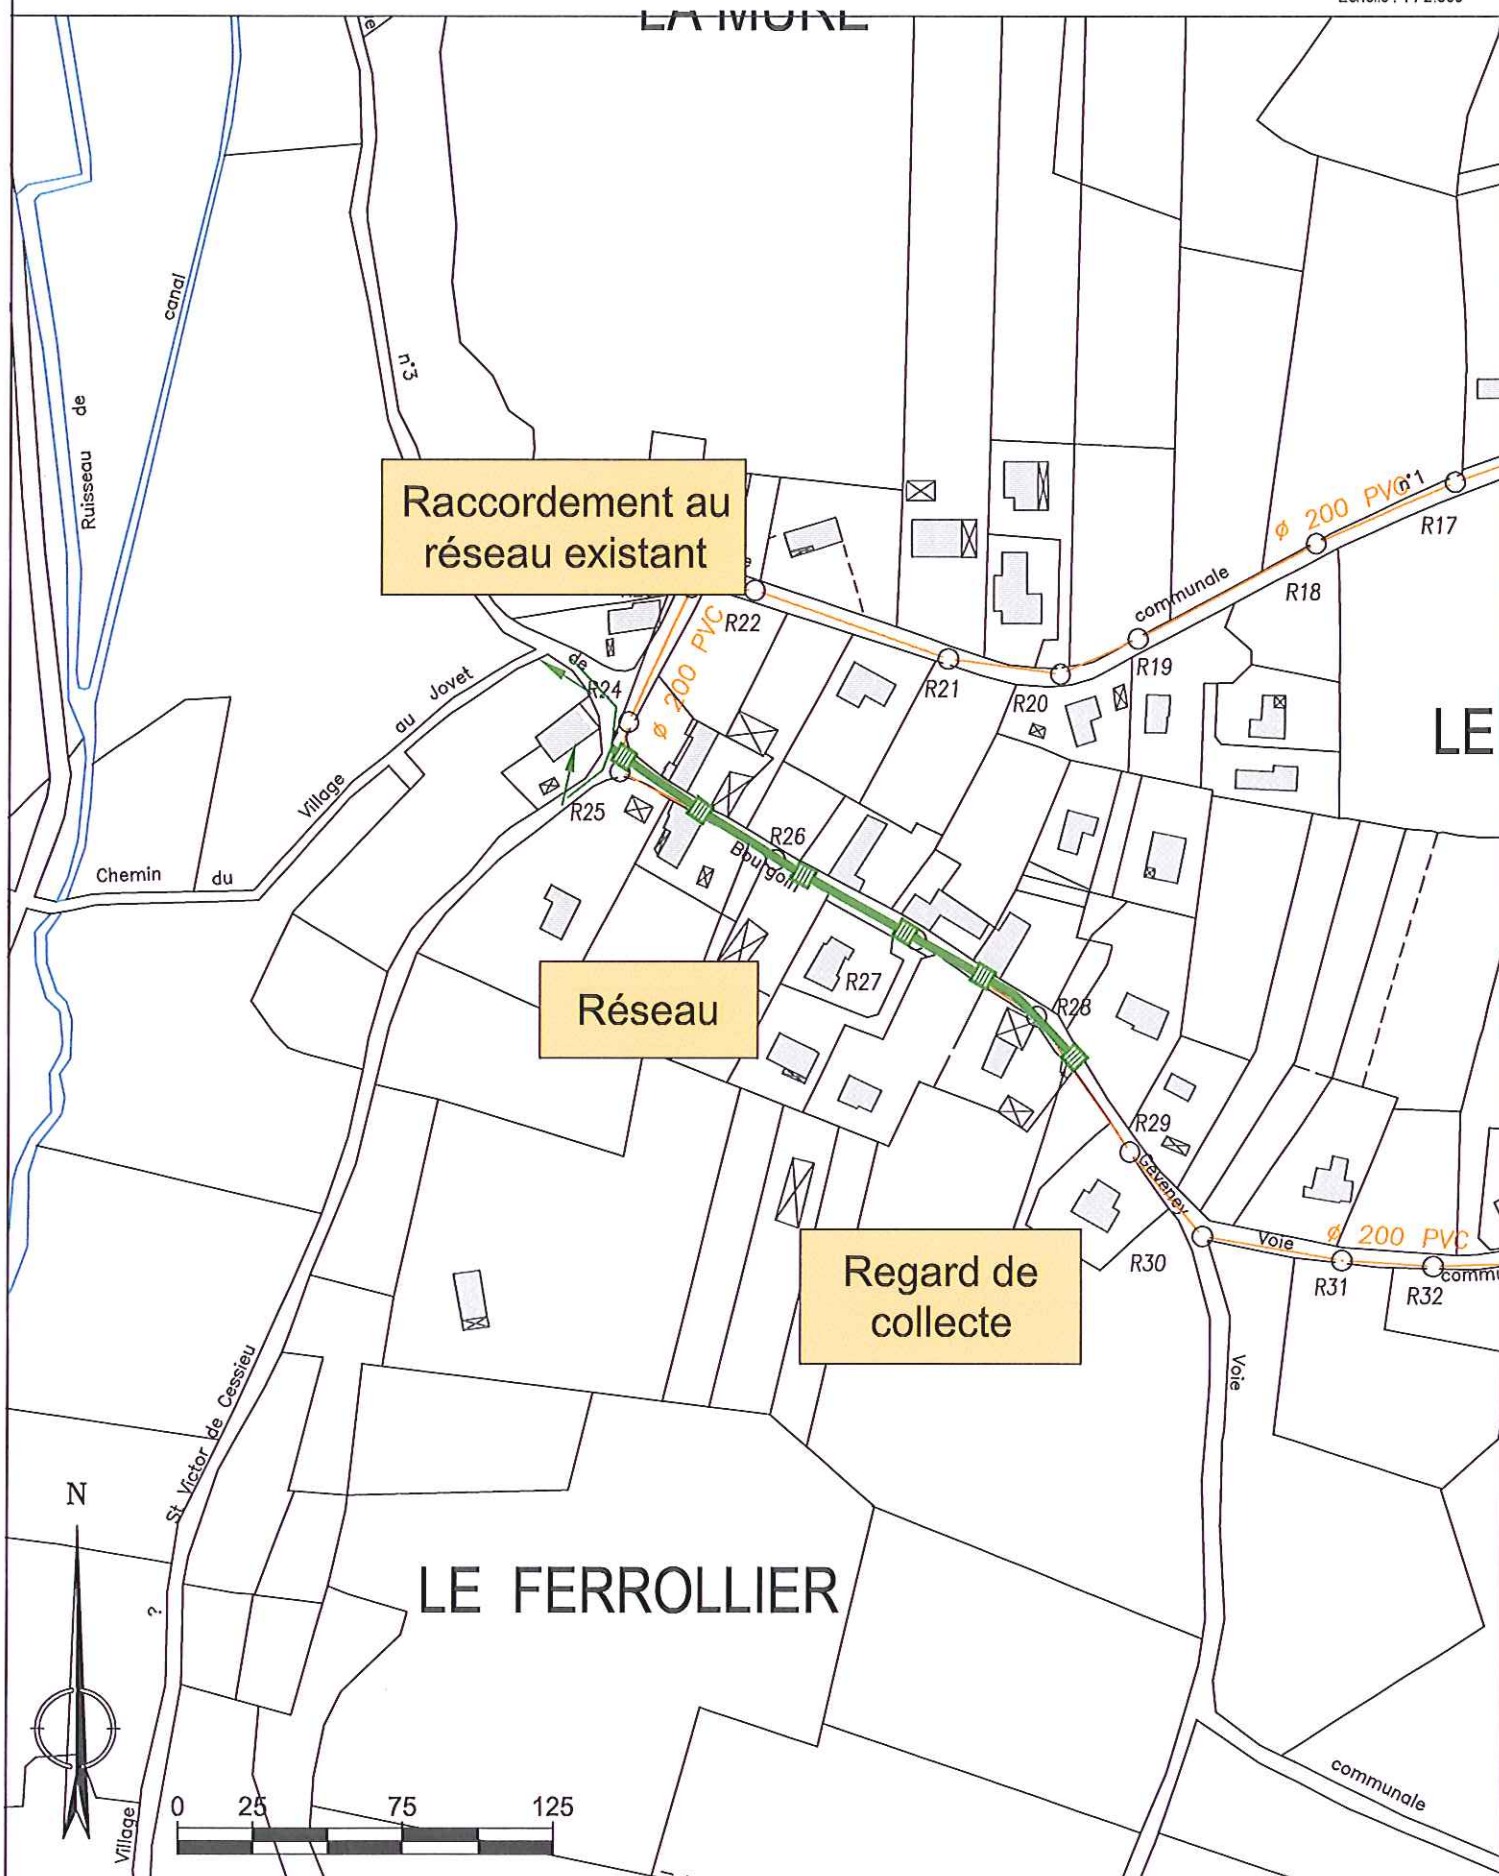 LA MURE
canal
Ruisseau de
n°3
Raccordement au
réseau existant
ø 200 PVC
n°1
R17
R18
communale
R19
R20
R21
R22
ø 200 PVC
de
R24
R25
R26
Bourgoin
R27
R28
R29
Geveney
R30
Voie
ø 200 PVC
R31
R32
LE
Chemin du Village au Jovet
Réseau
Regard de
collecte
Voie
communale
St Victor de Cessieu
?
Village
N
LE FERROLLIER
0 25 75 125